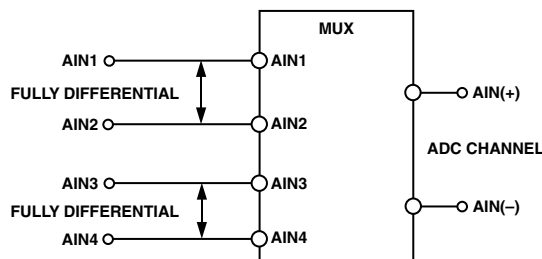 MUX
AIN1
AIN1
FULLY DIFFERENTIAL
AIN(+)
AIN2
AIN2
ADC CHANNEL
AIN3
AIN3
FULLY DIFFERENTIAL
AIN(–)
AIN4
AIN4